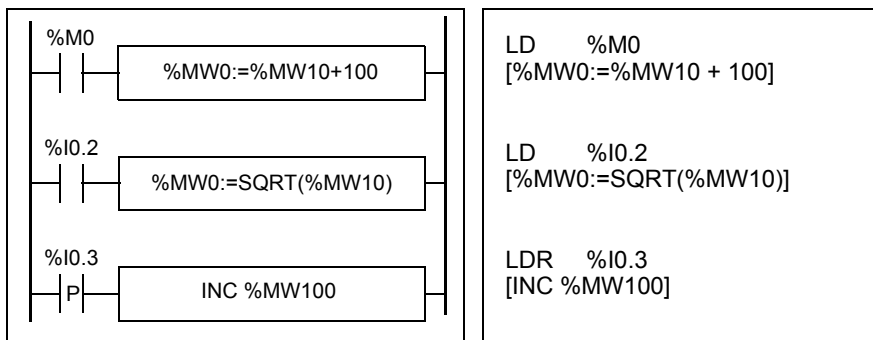 %M0
%MW0:=%MW10+100
%I0.2
%MW0:=SQRT(%MW10)
%I0.3
P
INC %MW100
LD %M0
[%MW0:=%MW10 + 100]
LD %I0.2
[%MW0:=SQRT(%MW10)]
LDR %I0.3
[INC %MW100]